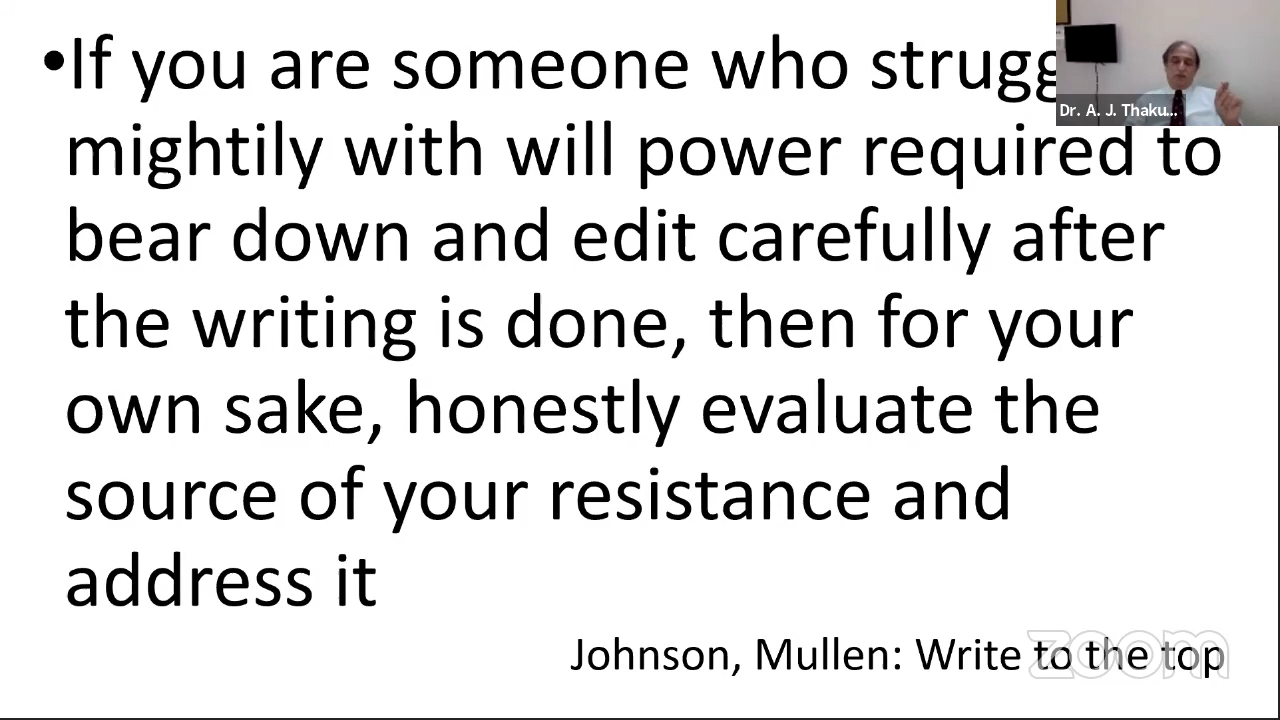 •If you are someone who strugg
mightily with will power required to
bear down and edit carefully after
the writing is done, then for your
own sake, honestly evaluate the
source of your resistance and
address it
Johnson, Mullen: Write to the top
zoom
Dr. A. J. Thaku...